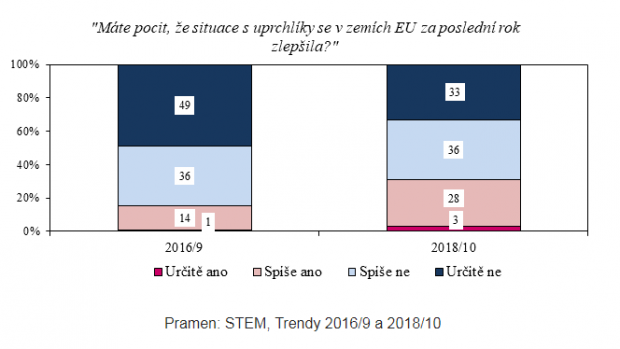 "Máte pocit, že situace s uprchlíky se v zemích EU za poslední rok
zlepšila?"
100%
80%
60%
40%
20%
0%
49
36
14
1
33
36
28
3
2016/9
2018/10
Určitě ano
Spíše ano
Spíše ne
Určitě ne
Pramen: STEM, Trendy 2016/9 a 2018/10